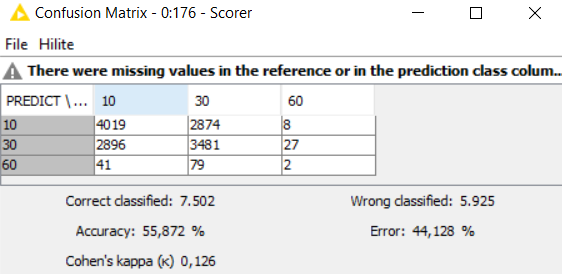 Confusion Matrix - 0:176 - Scorer
File Hilite
There were missing values in the reference or in the prediction class colum...
PREDICT \ ... 10 30 60
10 4019 2874 8
30 2896 3481 27
60 41 79 2
Correct classified: 7.502 Wrong classified: 5.925
Accuracy: 55,872 % Error: 44,128 %
Cohen's kappa (κ) 0,126